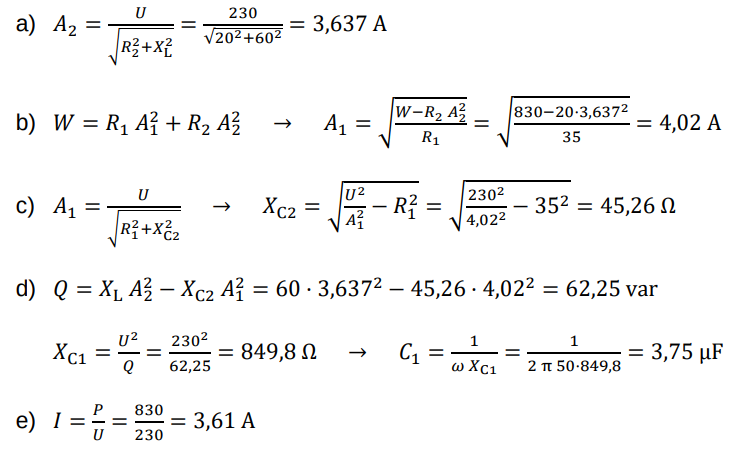 a) A₂ = U / √(R₂² + X_L²) = 230 / √(20²+60²) = 3,637 A
b) W = R₁ A₁² + R₂ A₂² → A₁ = √((W−R₂ A₂²) / R₁) = √((830−20·3,637²) / 35) = 4,02 A
c) A₁ = U / √(R₁²+X_C2²) → X_C2 = √(U² / A₁² − R₁²) = √(230² / 4,02² − 35²) = 45,26 Ω
d) Q = X_L A₂² − X_C2 A₁² = 60 · 3,637² − 45,26 · 4,02² = 62,25 var
X_C1 = U² / Q = 230² / 62,25 = 849,8 Ω → C₁ = 1 / (ω X_C1) = 1 / (2 π 50·849,8) = 3,75 μF
e) I = P / U = 830 / 230 = 3,61 A